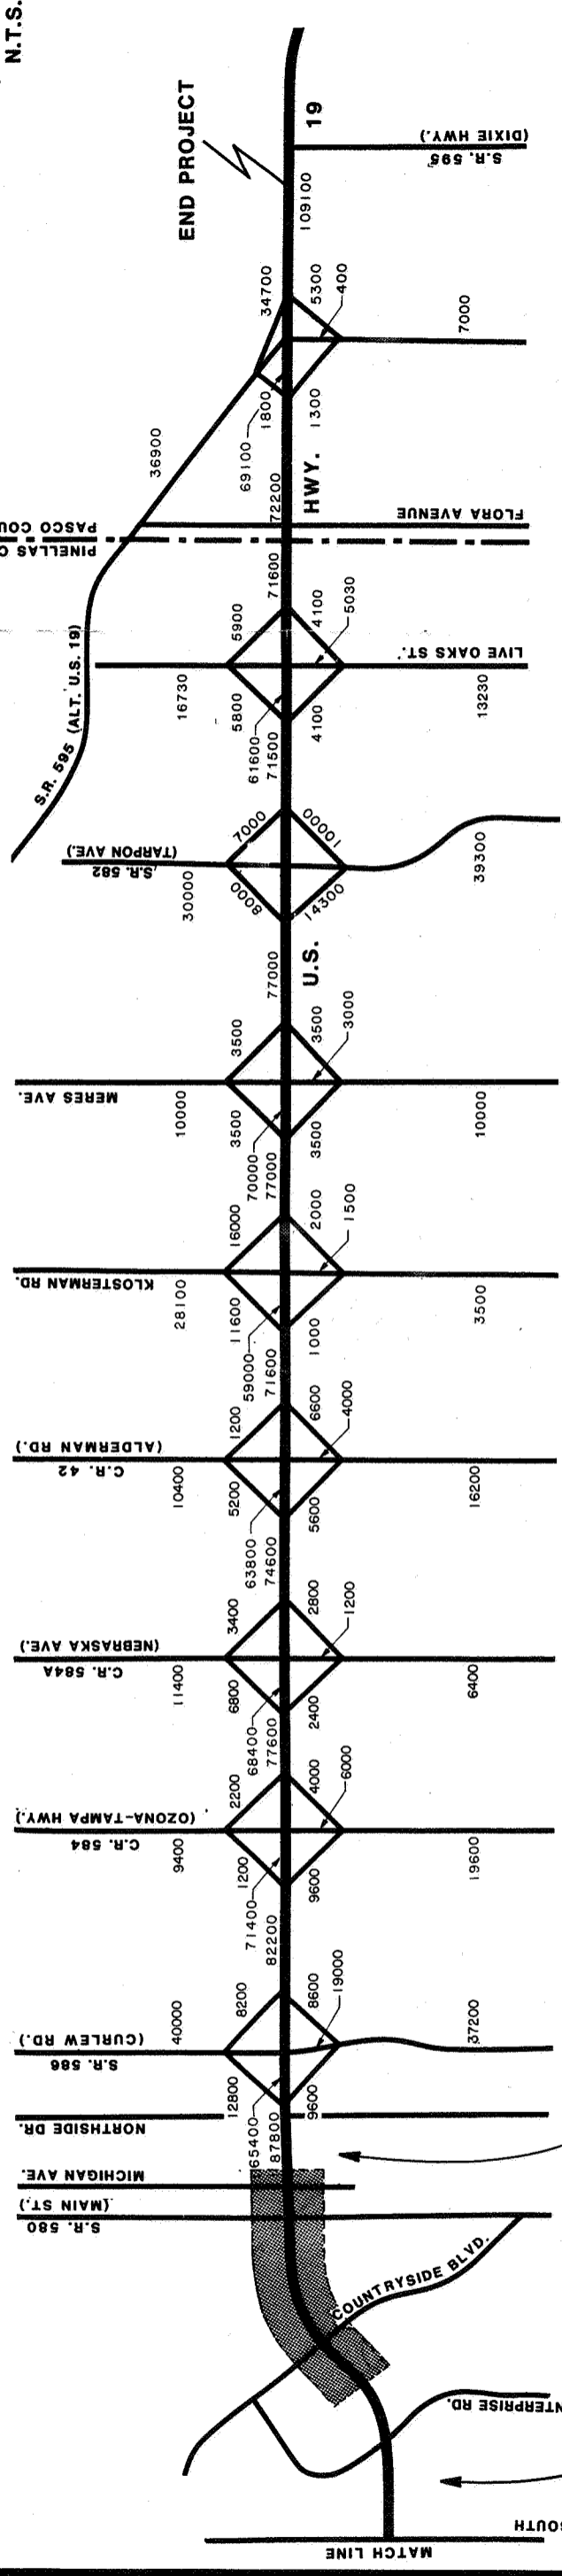 N.T.S.
END PROJECT
19
S.R. 595
(DIXIE HWY.)
109100
34700
5300
400
7000
1800
69100
1300
36900
72200
HWY.
FLORA AVENUE
PASCO COU
PINELLAS C
71600
5900
4100
5030
LIVE OAKS ST.
16730
5800
61600
71500
4100
13230
S.R. 595 (ALT. U.S. 19)
S.R. 582
(TARPON AVE.)
30000
7000
10000
8000
14300
39300
77000
U.S.
3500
3500
3000
MERES AVE.
10000
3500
70000
77000
3500
10000
16000
2000
1500
KLOSTERMAN RD.
28100
11600
59000
71600
1000
3500
1200
6600
4000
C.R. 42
(ALDERMAN RD.)
10400
5200
63800
74600
5600
16200
3400
2800
1200
C.R. 584A
(NEBRASKA AVE.)
11400
6800
68400
77600
2400
6400
2200
4000
6000
C.R. 584
(OZONA-TAMPA HWY.)
9400
1200
71400
82200
9600
19600
8200
8600
19000
S.R. 586
(CURLEW RD.)
40000
37200
12800
65400
87800
9600
NORTHSIDE DR.
MICHIGAN AVE.
S.R. 580
(MAIN ST.)
COUNTRYSIDE BLVD.
NTERPRISE RD.
OUTH
MATCH LINE